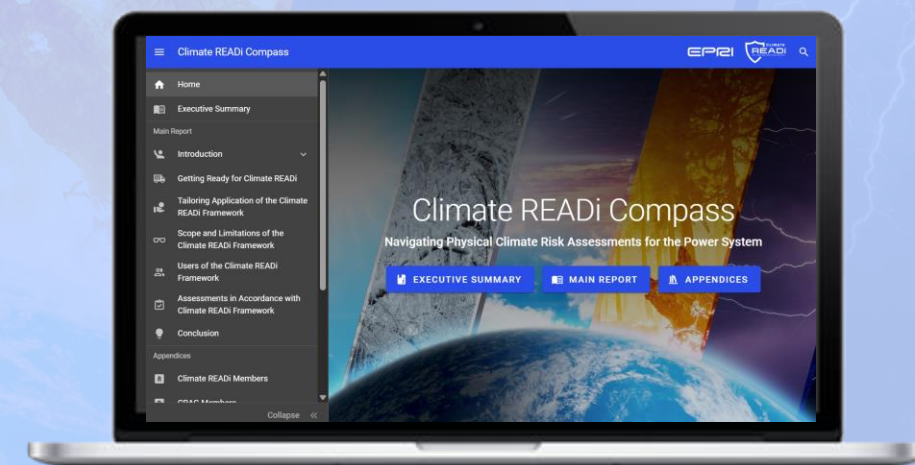 Climate READi Compass
EPRI
CLIMATE
READi
Home
Executive Summary
Main Report
Introduction
Getting Ready for Climate READi
Tailoring Application of the Climate
READi Framework
Scope and Limitations of the
Climate READi Framework
Users of the Climate READi
Framework
Assessments in Accordance with
Climate READi Framework
Conclusion
Appendices
Climate READi Members
Collapse
Climate READi Compass
Navigating Physical Climate Risk Assessments for the Power System
EXECUTIVE SUMMARY
MAIN REPORT
APPENDICES